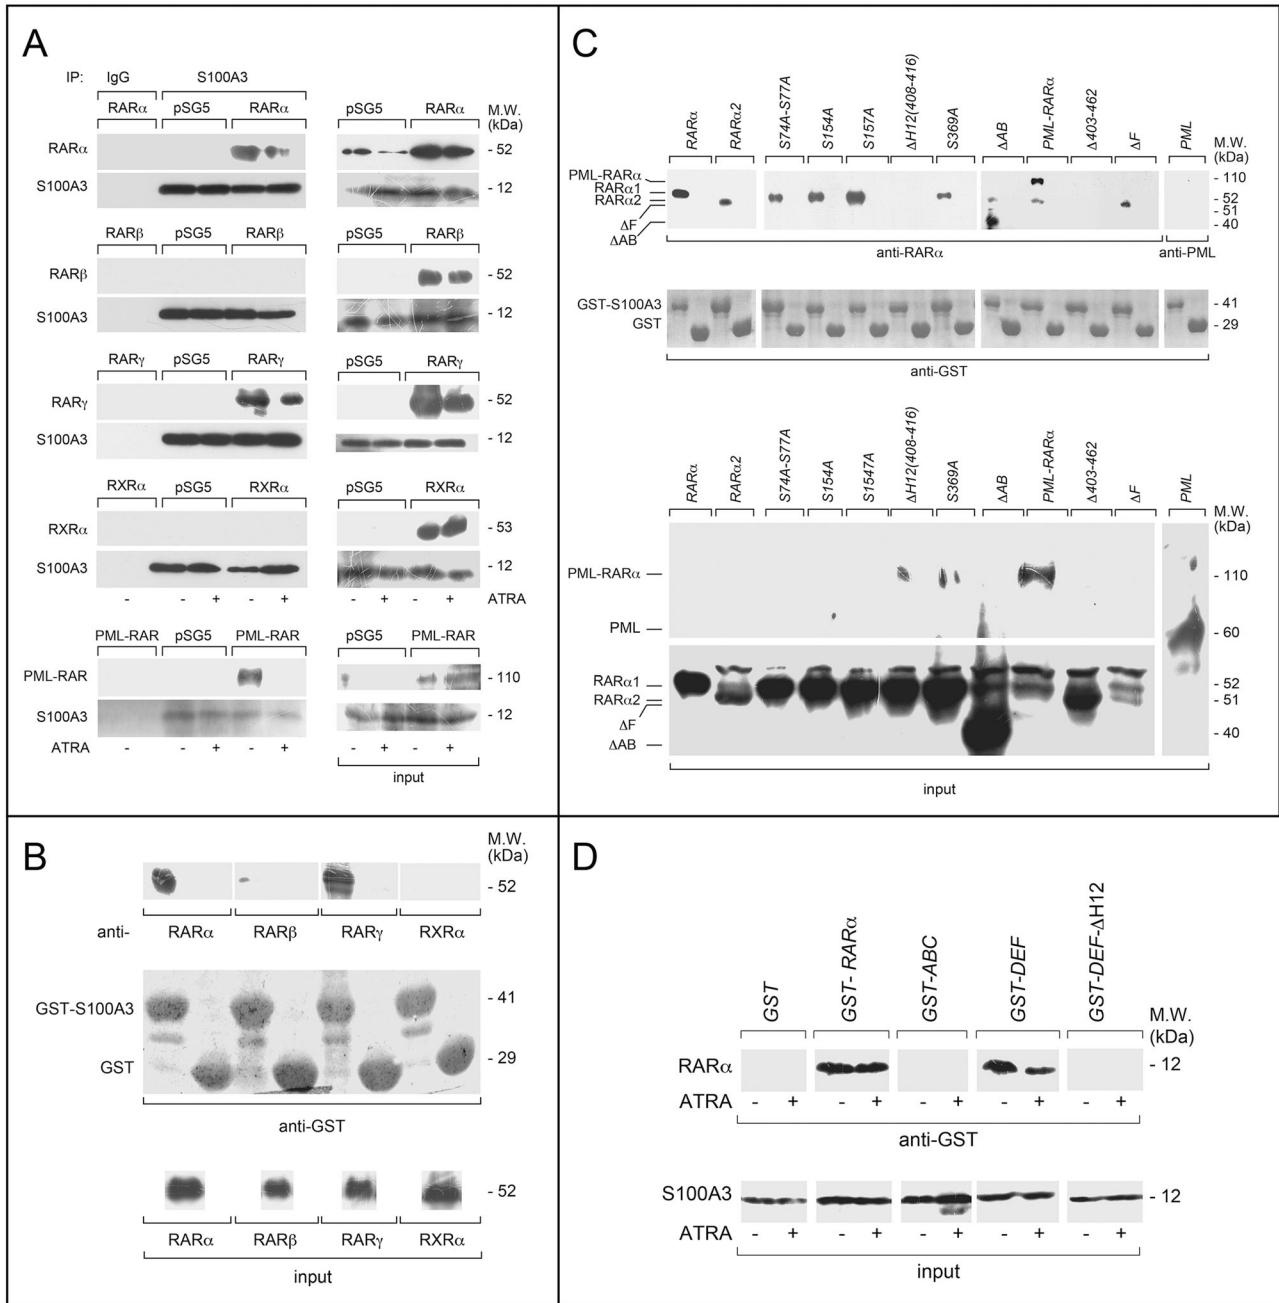 A
IP: IgG S100A3
RARα pSG5 RARα pSG5 RARα M.W. (kDa)
RARα - 52
S100A3 - 12
RARβ pSG5 RARβ pSG5 RARβ
RARβ - 52
S100A3 - 12
RARγ pSG5 RARγ pSG5 RARγ
RARγ - 52
S100A3 - 12
RXRα pSG5 RXRα pSG5 RXRα
RXRα - 53
S100A3 - 12
- - + - + - + - + ATRA
PML-RAR pSG5 PML-RAR pSG5 PML-RAR
PML-RAR - 110
S100A3 - 12
ATRA - - + - + - + - +
input
B
M.W. (kDa)
- 52
anti- RARα RARβ RARγ RXRα
GST-S100A3 - 41
GST - 29
anti-GST
- 52
RARα RARβ RARγ RXRα
input
C
RARα RARα2 S74A-S77A S154A S157A ΔH12(408-416) S369A ΔAB PML-RARα Δ403-462 ΔF PML M.W. (kDa)
PML-RARα - 110
RARα1 - 52
RARα2 - 51
ΔF - 40
ΔAB
anti-RARα anti-PML
GST-S100A3 - 41
GST - 29
anti-GST
RARα RARα2 S74A-S77A S154A S1547A ΔH12(408-416) S369A ΔAB PML-RARα Δ403-462 ΔF PML M.W. (kDa)
PML-RARα - 110
PML - 60
RARα1 - 52
RARα2 - 51
ΔF
ΔAB - 40
input
D
GST GST- RARα GST-ABC GST-DEF GST-DEF-ΔH12 M.W. (kDa)
RARα - 12
ATRA - + - + - + - + - +
anti-GST
S100A3 - 12
ATRA - + - + - + - + - +
input